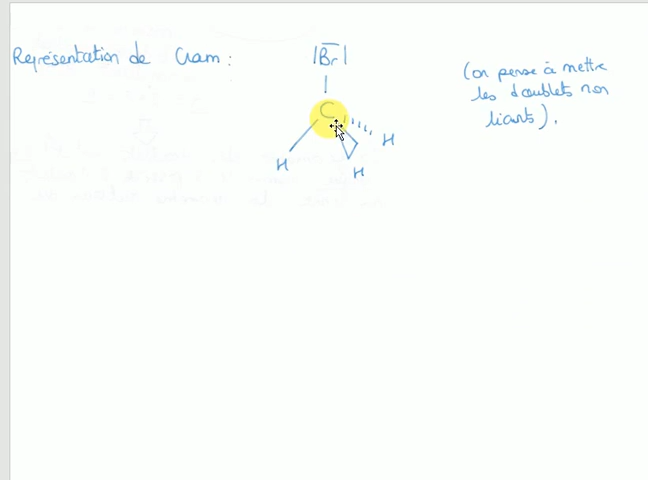 Représentation de Cram :
|Br|
(on pense à mettre
les doublets non
liants).
C
H
H
H